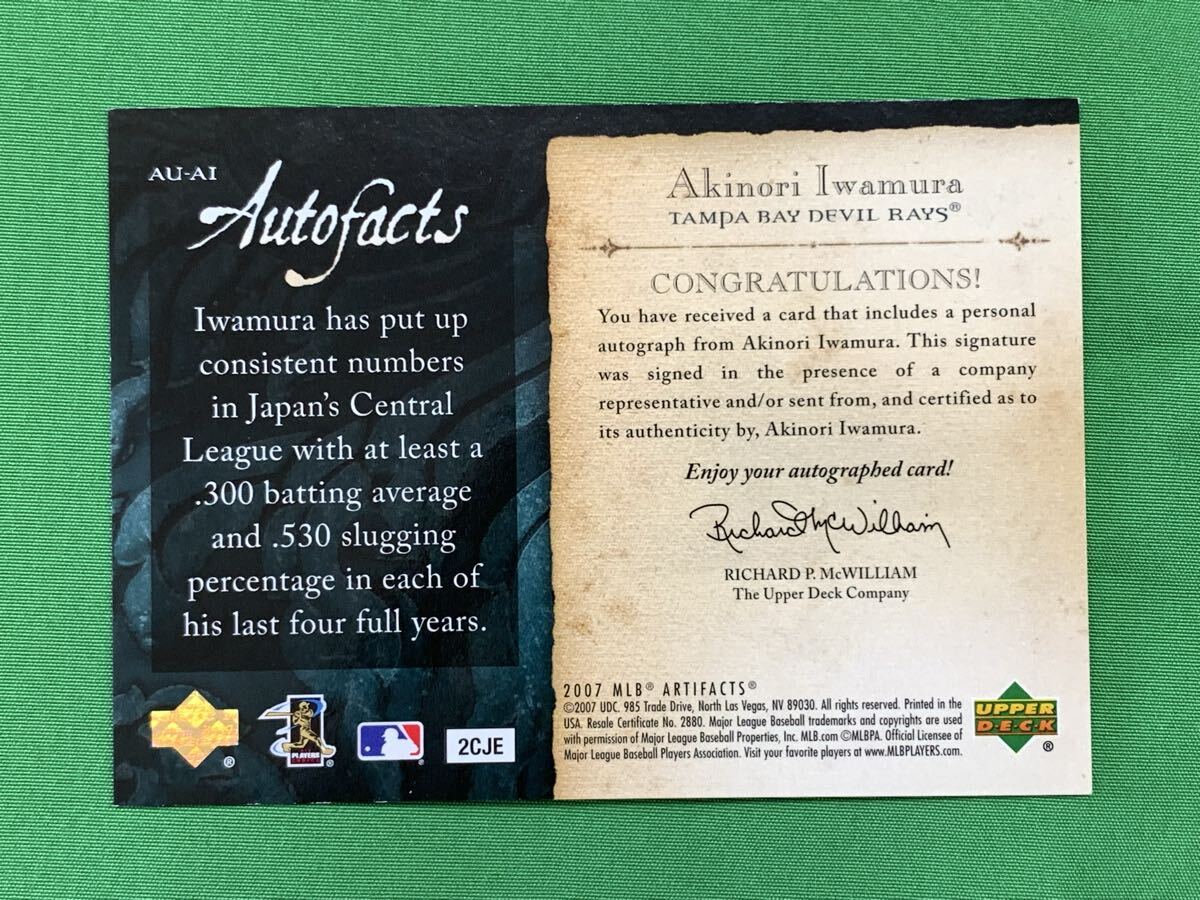 AU-AI
Autofacts
Iwamura has put up
consistent numbers
in Japan's Central
League with at least a
.300 batting average
and .530 slugging
percentage in each of
his last four full years.
®
PLAYERS
CHOICE
®
®
2CJE
Akinori Iwamura
TAMPA BAY DEVIL RAYS®
CONGRATULATIONS!
You have received a card that includes a personal
autograph from Akinori Iwamura. This signature
was signed in the presence of a company
representative and/or sent from, and certified as to
its authenticity by, Akinori Iwamura.
Enjoy your autographed card!
Richard McWilliam
RICHARD P. McWILLIAM
The Upper Deck Company
2007 MLB® ARTIFACTS®
©2007 UDC. 985 Trade Drive, North Las Vegas, NV 89030. All rights reserved. Printed in the
USA. Resale Certificate No. 2880. Major League Baseball trademarks and copyrights are used
with permission of Major League Baseball Properties, Inc. MLB.com ©MLBPA. Official Licensee of
Major League Baseball Players Association. Visit your favorite players at www.MLBPLAYERS.com.
UPPER
DECK
®